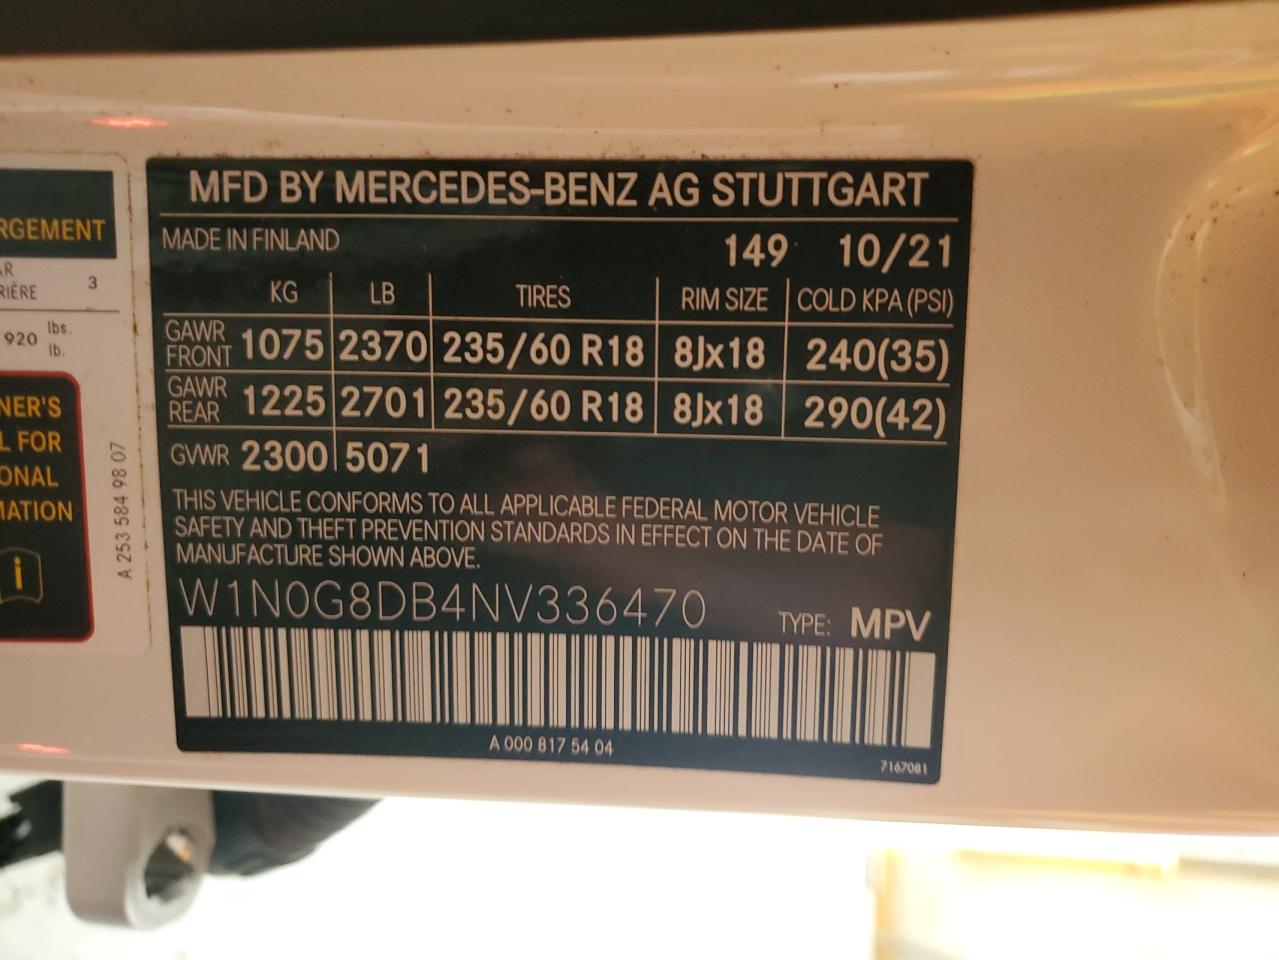 MFD BY MERCEDES-BENZ AG STUTTGART
MADE IN FINLAND 149 10/21
KG LB TIRES RIM SIZE COLD KPA (PSI)
GAWR FRONT 1075 2370 235/60 R18 8Jx18 240(35)
GAWR REAR 1225 2701 235/60 R18 8Jx18 290(42)
GVWR 2300 5071
THIS VEHICLE CONFORMS TO ALL APPLICABLE FEDERAL MOTOR VEHICLE
SAFETY AND THEFT PREVENTION STANDARDS IN EFFECT ON THE DATE OF
MANUFACTURE SHOWN ABOVE.
W1N0G8DB4NV336470 TYPE: MPV
A 000 817 54 04
7167081
RGEMENT
AR
RIÈRE 3
920 lbs.
lb.
NER'S
L FOR
ONAL
MATION
i
A 253 584 98 07